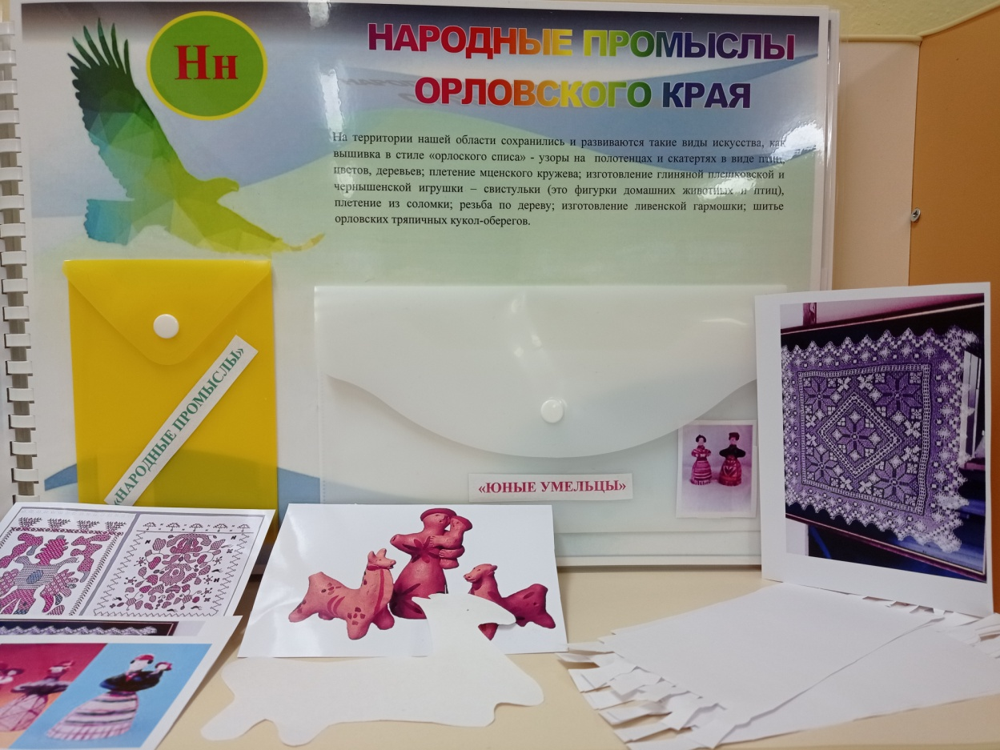 Нн
НАРОДНЫЕ ПРОМЫСЛЫ
ОРЛОВСКОГО КРАЯ
На территории нашей области сохранились и развиваются такие виды искусства, как
вышивка в стиле «орлоского списа» - узоры на полотенцах и скатертях в виде птиц,
цветов, деревьев; плетение мценского кружева; изготовление глиняной плешковской и
чернышенской игрушки – свистульки (это фигурки домашних животных и птиц),
плетение из соломки; резьба по дереву; изготовление ливенской гармошки; шитье
орловских тряпичных кукол-оберегов.
«НАРОДНЫЕ ПРОМЫСЛЫ»
«ЮНЫЕ УМЕЛЬЦЫ»